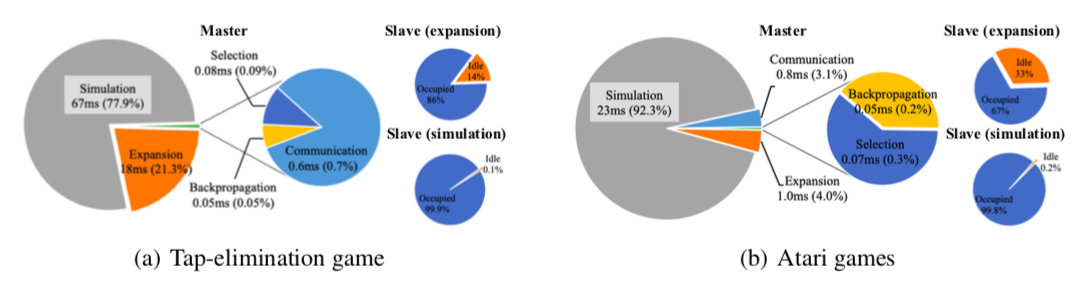 Master
Slave (expansion)
Selection
0.08ms (0.09%)
Simulation
67ms (77.9%)
Expansion
18ms (21.3%)
Communication
0.6ms (0.7%)
Backpropagation
0.05ms (0.05%)
Idle
14%
Occupied
86%
Slave (simulation)
Idle
0.1%
Occupied
99.9%
(a) Tap-elimination game
Master
Slave (expansion)
Communication
0.8ms (3.1%)
Simulation
23ms (92.3%)
Backpropagation
0.05ms (0.2%)
Selection
0.07ms (0.3%)
Expansion
1.0ms (4.0%)
Idle
33%
Occupied
67%
Slave (simulation)
Idle
0.2%
Occupied
99.8%
(b) Atari games